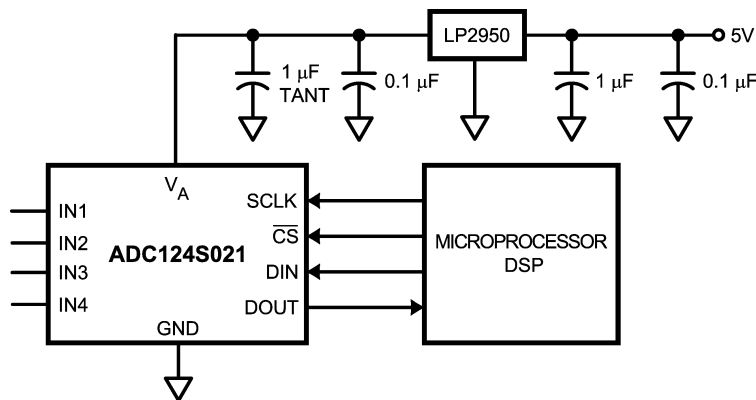 LP2950
5V
1 µF
TANT
0.1 µF
1 µF
0.1 µF
VA
SCLK
CS
DIN
DOUT
IN1
IN2
IN3
IN4
ADC124S021
GND
MICROPROCESSOR
DSP